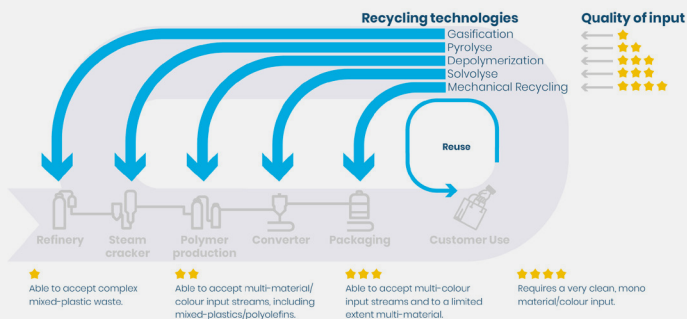 Recycling technologies
Quality of input
Gasification
Pyrolyse
Depolymerization
Solvolyse
Mechanical Recycling
Reuse
Refinery
Steam
cracker
Polymer
production
Converter
Packaging
Customer Use
Able to accept complex
mixed-plastic waste.
Able to accept multi-material/
colour input streams, including
mixed-plastics/polyolefins.
Able to accept multi-colour
input streams and to a limited
extent multi-material.
Requires a very clean, mono
material/colour input.